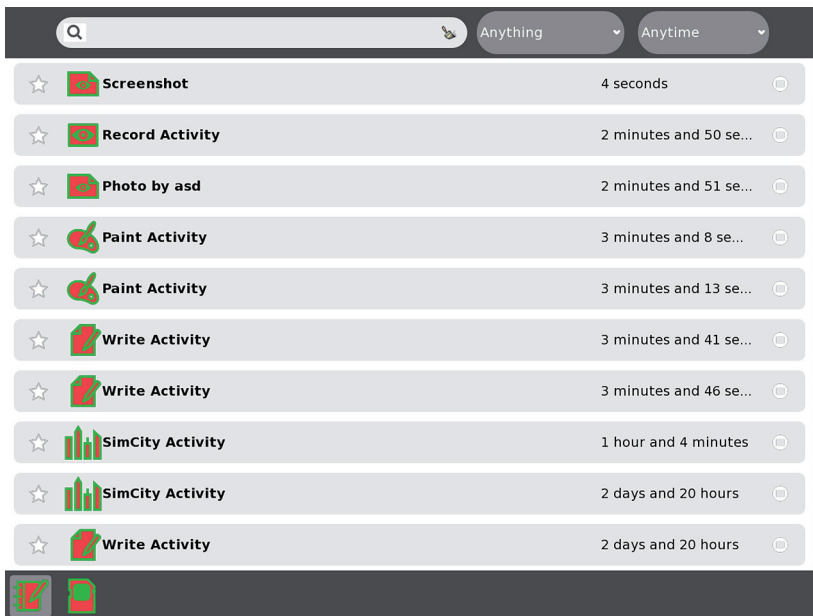 Anything Anytime
Screenshot 4 seconds
Record Activity 2 minutes and 50 se...
Photo by asd 2 minutes and 51 se...
Paint Activity 3 minutes and 8 se...
Paint Activity 3 minutes and 13 se...
Write Activity 3 minutes and 41 se...
Write Activity 3 minutes and 46 se...
SimCity Activity 1 hour and 4 minutes
SimCity Activity 2 days and 20 hours
Write Activity 2 days and 20 hours